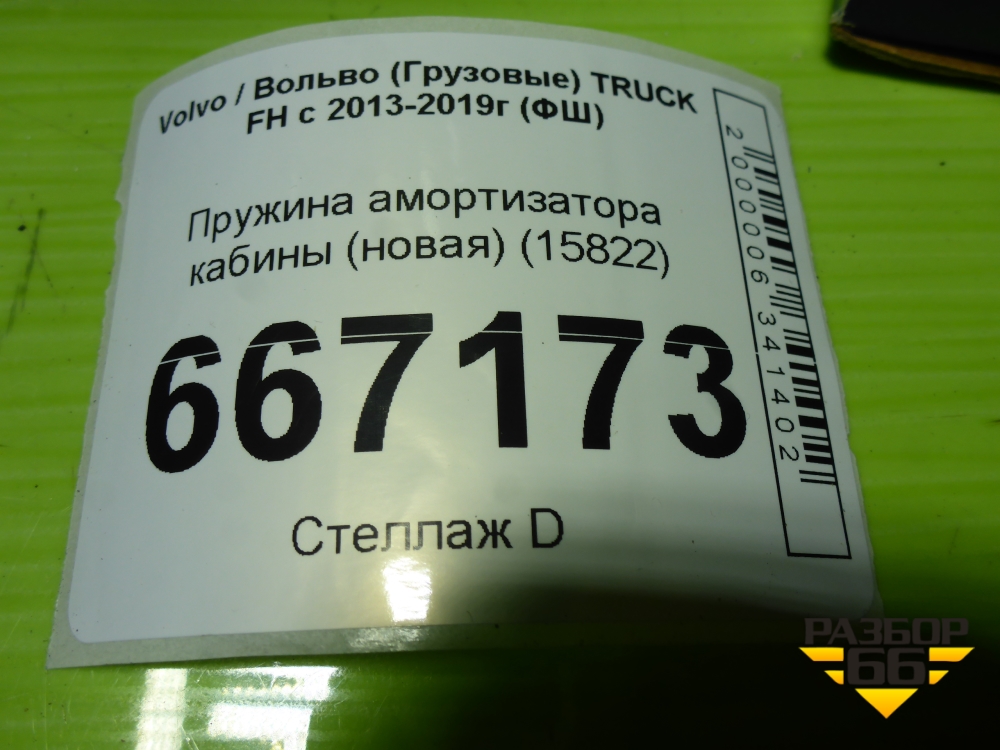 Volvo / Вольво (Грузовые) TRUCK
FH с 2013-2019г (ФШ)
Пружина амортизатора
кабины (новая) (15822)
667173
Стеллаж D
2000006341402
РАЗБОР
66